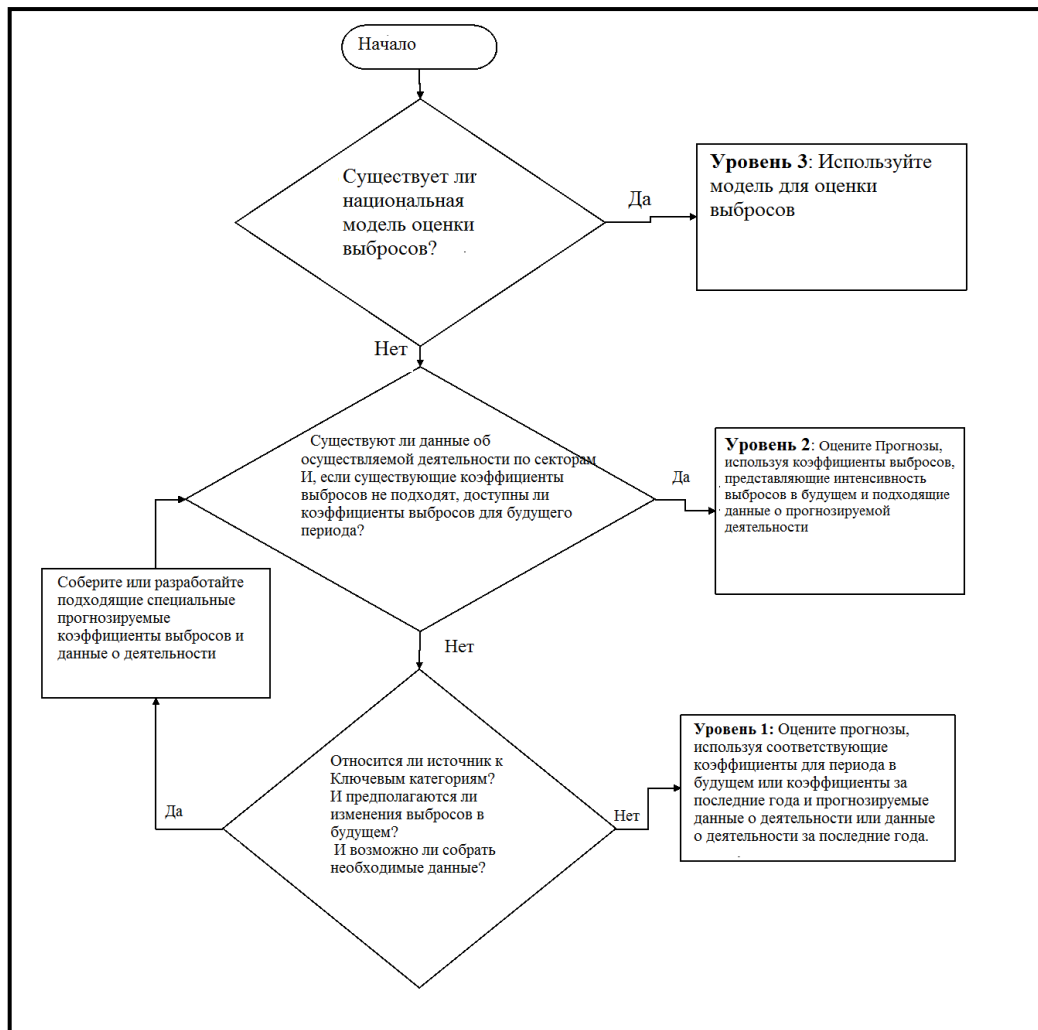 Начало
Существует ли
национальная
модель оценки
выбросов?
Да
Уровень 3: Используйте
модель для оценки
выбросов
Нет
Существуют ли данные об
осуществляемой деятельности по секторам
И, если существующие коэффициенты
выбросов не подходят, доступны ли
коэффициенты выбросов для будущего
периода?
Да
Уровень 2: Оцените Прогнозы,
используя коэффициенты выбросов,
представляющие интенсивность
выбросов в будущем и подходящие
данные о прогнозируемой
деятельности
Соберите или разработайте
подходящие специальные
прогнозируемые
коэффициенты выбросов и
данные о деятельности
Нет
Относится ли источник к
Ключевым категориям?
И предполагаются ли
изменения выбросов в
будущем?
И возможно ли собрать
необходимые данные?
Да
Нет
Уровень 1: Оцените прогнозы,
используя соответствующие
коэффициенты для периода в
будущем или коэффициенты за
последние года и прогнозируемые
данные о деятельности или данные
о деятельности за последние года.